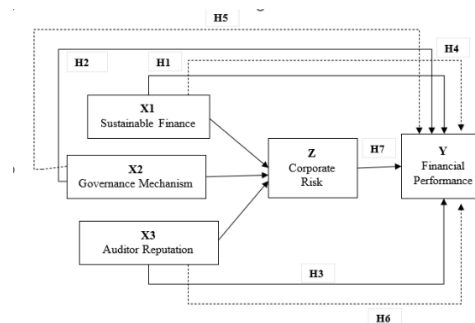 H5
H2
H1
H4
X1
Sustainable Finance
X2
Governance Mechanism
Z
Corporate
Risk
H7
Y
Financial
Performance
X3
Auditor Reputation
H3
H6